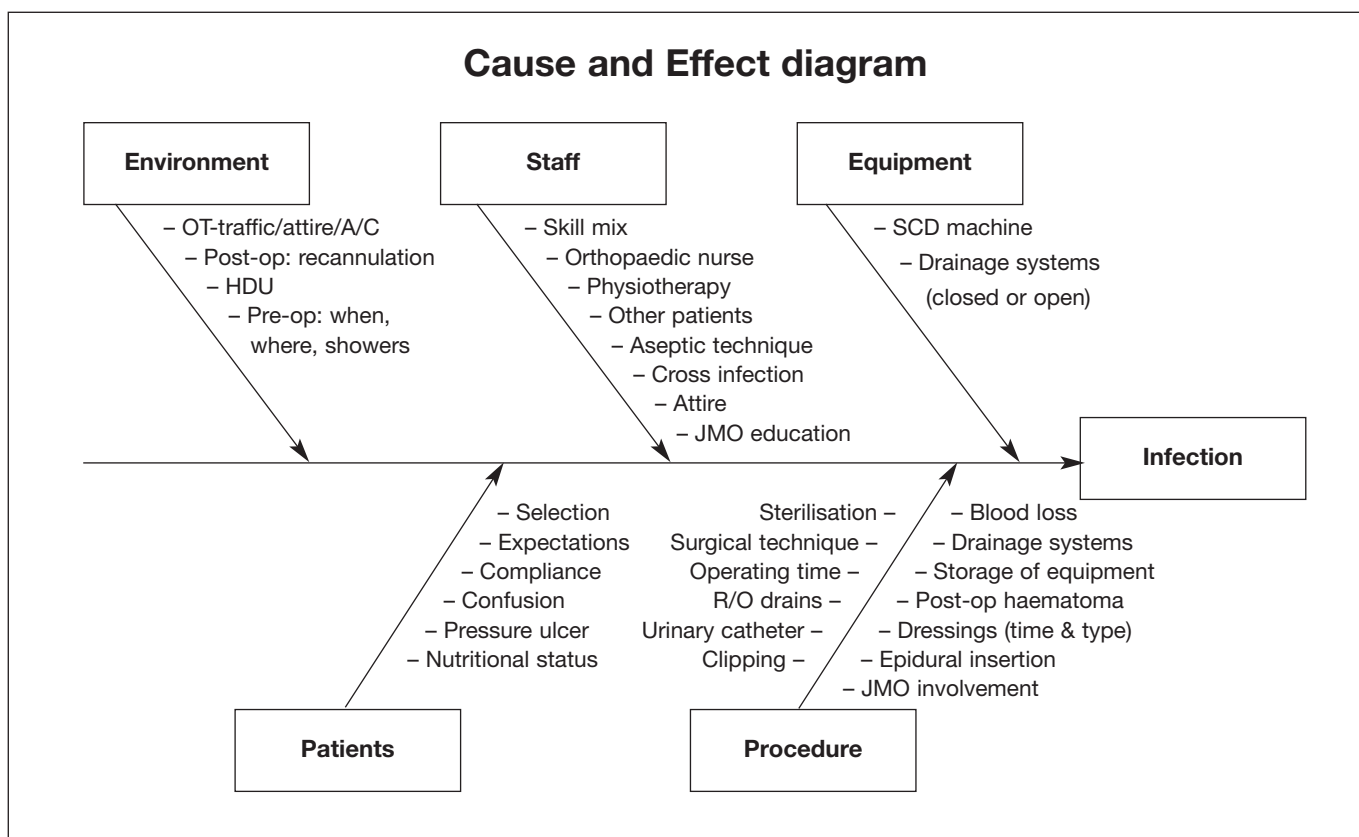 Cause and Effect diagram
Environment
– OT-traffic/attire/A/C
– Post-op: recannulation
– HDU
– Pre-op: when,
where, showers
Staff
– Skill mix
– Orthopaedic nurse
– Physiotherapy
– Other patients
– Aseptic technique
– Cross infection
– Attire
– JMO education
Equipment
– SCD machine
– Drainage systems
(closed or open)
Infection
– Selection
– Expectations
– Compliance
– Confusion
– Pressure ulcer
– Nutritional status
Patients
Sterilisation –
Surgical technique –
Operating time –
R/O drains –
Urinary catheter –
Clipping –
– Blood loss
– Drainage systems
– Storage of equipment
– Post-op haematoma
– Dressings (time & type)
– Epidural insertion
– JMO involvement
Procedure